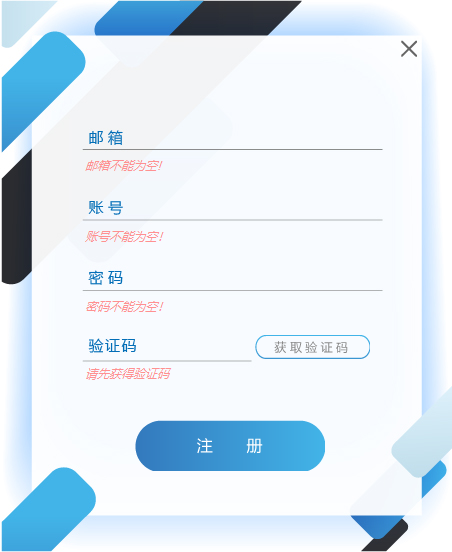 邮箱
邮箱不能为空!
账号
账号不能为空!
密码
密码不能为空!
验证码
获取验证码
请先获得验证码
注 册